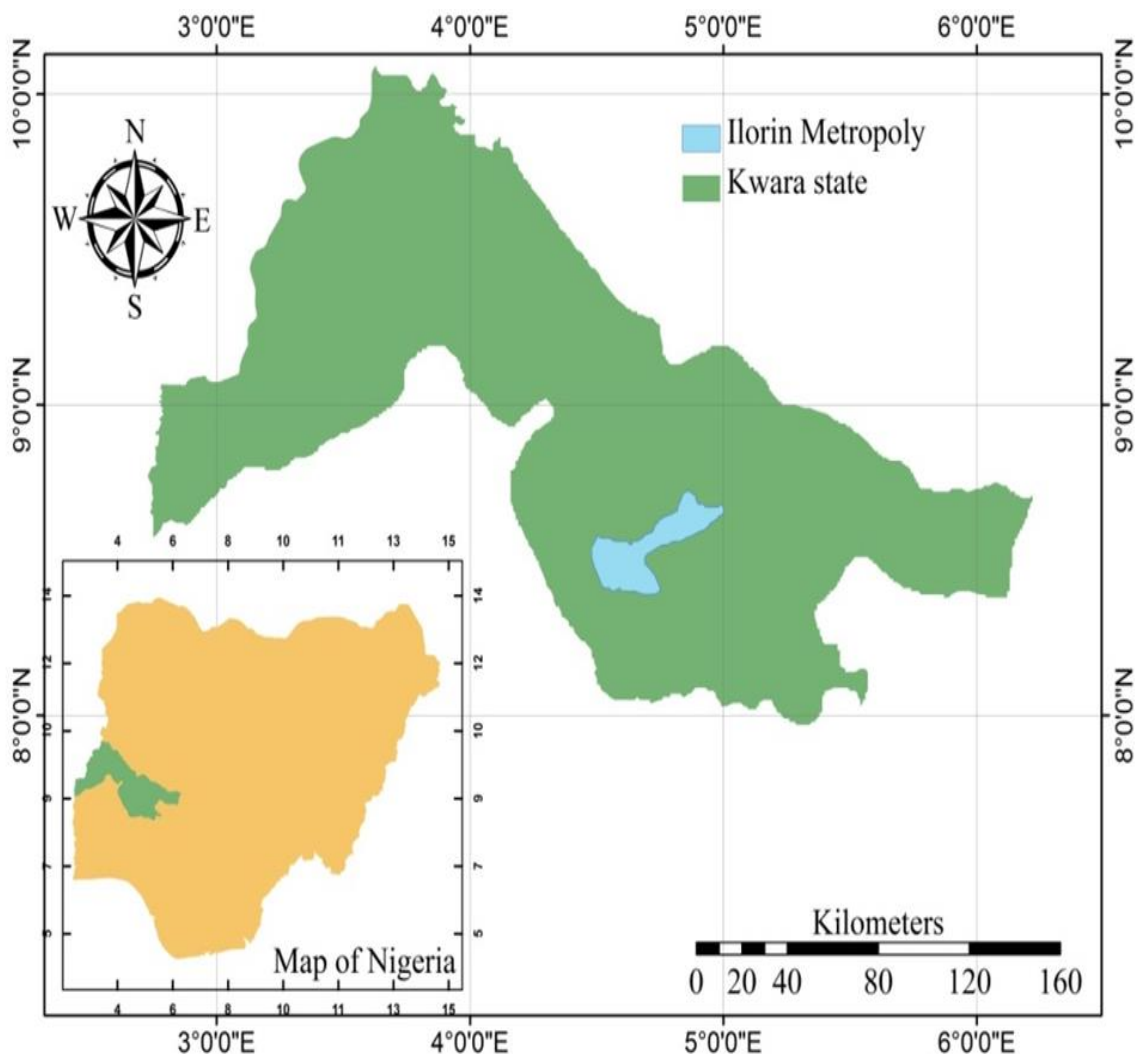 3°0'0"E 4°0'0"E 5°0'0"E 6°0'0"E
10°0'0"N 10°0'0"N
N
W E
S
Ilorin Metropoly
Kwara state
9°0'0"N 9°0'0"N
4 6 8 10 11 13 15
14 14
12 12
8°0'0"N 8°0'0"N
10 10
9 9
7 7
5 5
Map of Nigeria
4 6 8 10 11 13 15
Kilometers
0 20 40 80 120 160
3°0'0"E 4°0'0"E 5°0'0"E 6°0'0"E